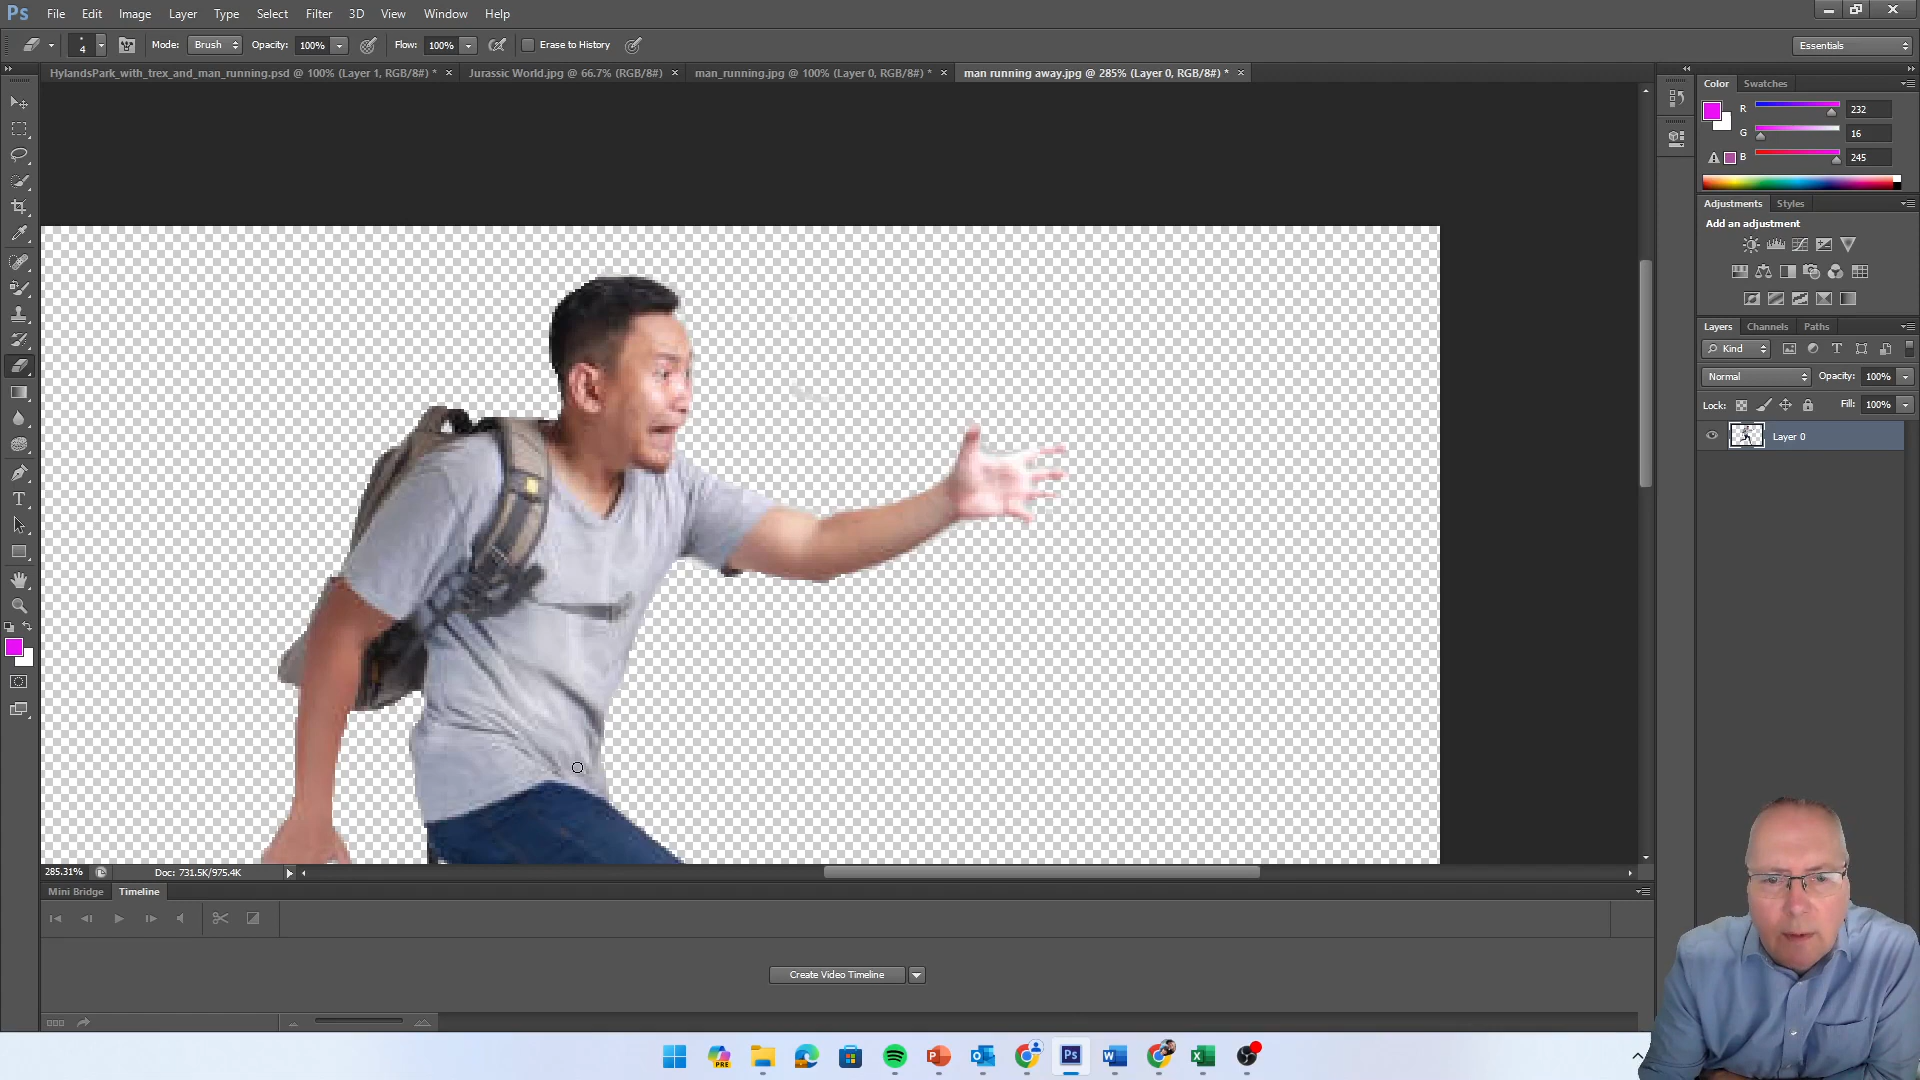 Ps File Edit Image Layer Type Select Filter 3D View Window Help
4 Mode: Brush Opacity: 100% Flow: 100% Erase to History Essentials
HylandsPark_with_trex_and_man_running.psd @ 100% (Layer 1, RGB/8#) * × Jurassic World.jpg @ 66.7% (RGB/8#) × man_running.jpg @ 100% (Layer 0, RGB/8#) * × man running away.jpg @ 285% (Layer 0, RGB/8#) * ×
Color Swatches
R 232
G 16
B 245
Adjustments Styles
Add an adjustment
Layers Channels Paths
Kind
Normal Opacity: 100%
Lock: Fill: 100%
Layer 0
285.31% Doc: 731.5K/975.4K
Mini Bridge Timeline
Create Video Timeline
PRE